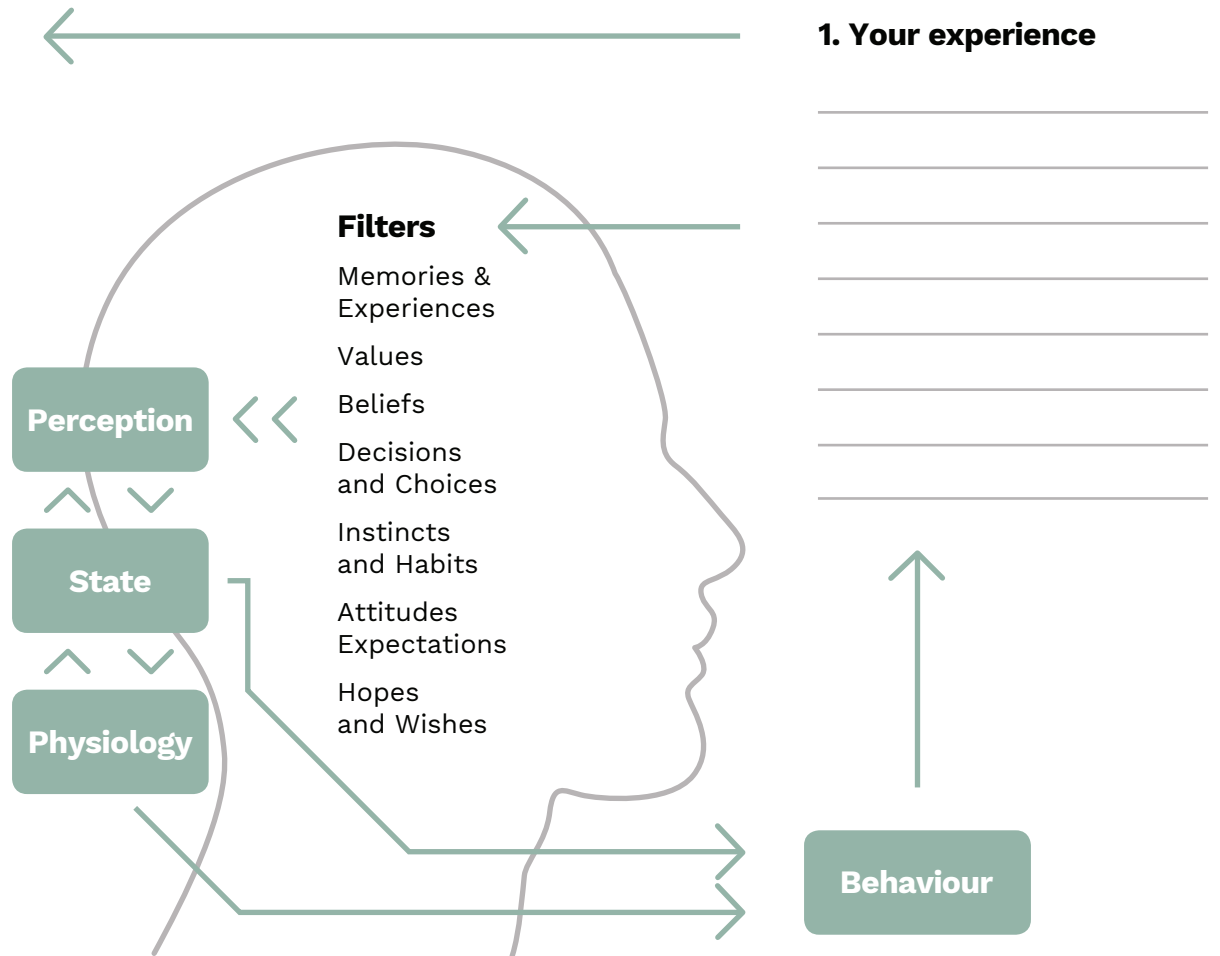 1. Your experience
Filters
Memories &
Experiences
Values
Beliefs
Decisions
and Choices
Instincts
and Habits
Attitudes
Expectations
Hopes
and Wishes
Perception
State
Physiology
Behaviour